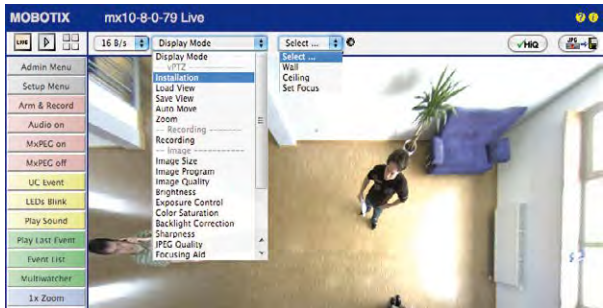 MOBOTIX mx10-8-0-79 Live
LIVE 16 B/s Display Mode Select ... HiQ JPG
Admin Menu
Setup Menu
Arm & Record
Audio on
MxPEG on
MxPEG off
UC Event
LEDs Blink
Play Sound
Play Last Event
Event List
Multiwatcher
1x Zoom
Display Mode
-- vPTZ --
Installation
Load View
Save View
Auto Move
Zoom
-- Recording --------
Recording
-- Image -------------
Image Size
Image Program
Image Quality
Brightness
Exposure Control
Color Saturation
Backlight Correction
Sharpness
JPEG Quality
Focusing Aid
Select ...
Wall
Ceiling
Set Focus